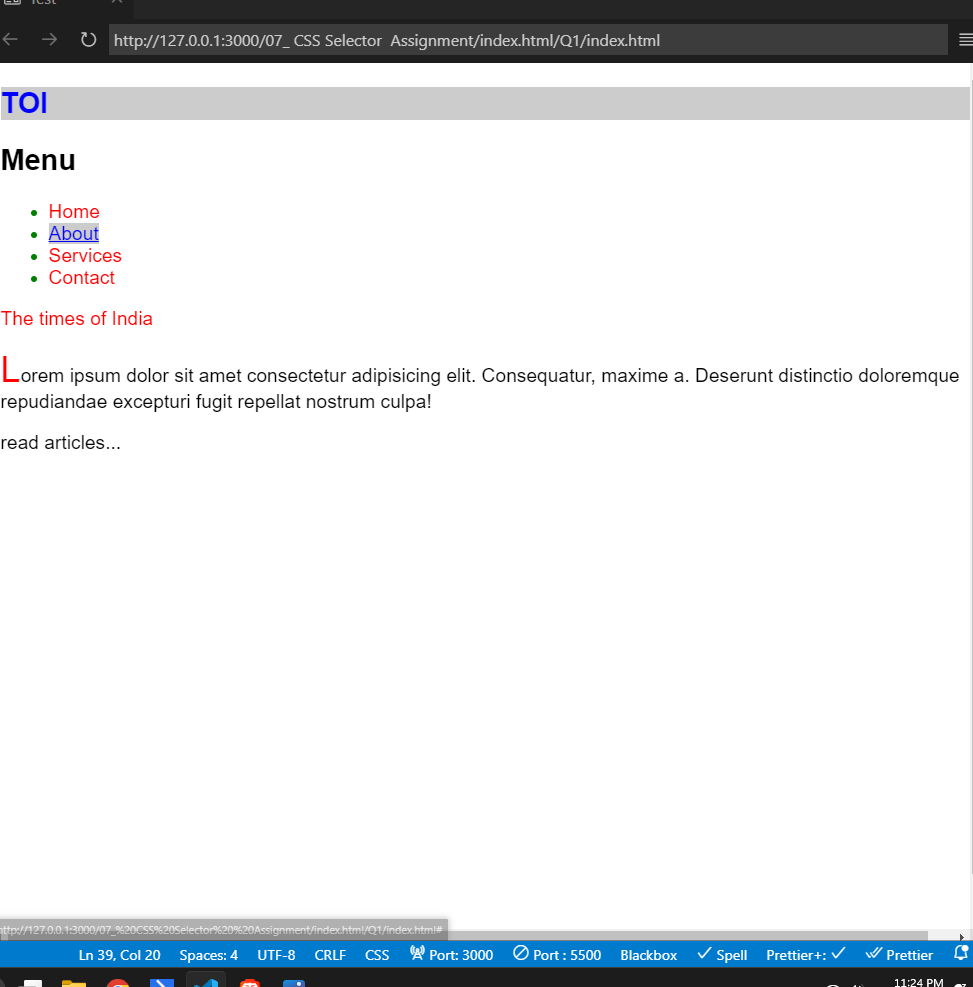 Test
http://127.0.0.1:3000/07_ CSS Selector  Assignment/index.html/Q1/index.html
TOI
Menu
Home
About
Services
Contact
The times of India
Lorem ipsum dolor sit amet consectetur adipisicing elit. Consequatur, maxime a. Deserunt distinctio doloremque
repudiandae excepturi fugit repellat nostrum culpa!
read articles...
http://127.0.0.1:3000/07_%20CSS%20Selector%20%20Assignment/index.html/Q1/index.html#
Ln 39, Col 20 Spaces: 4 UTF-8 CRLF CSS Port: 3000 Port : 5500 Blackbox Spell Prettier+: Prettier
11:24 PM